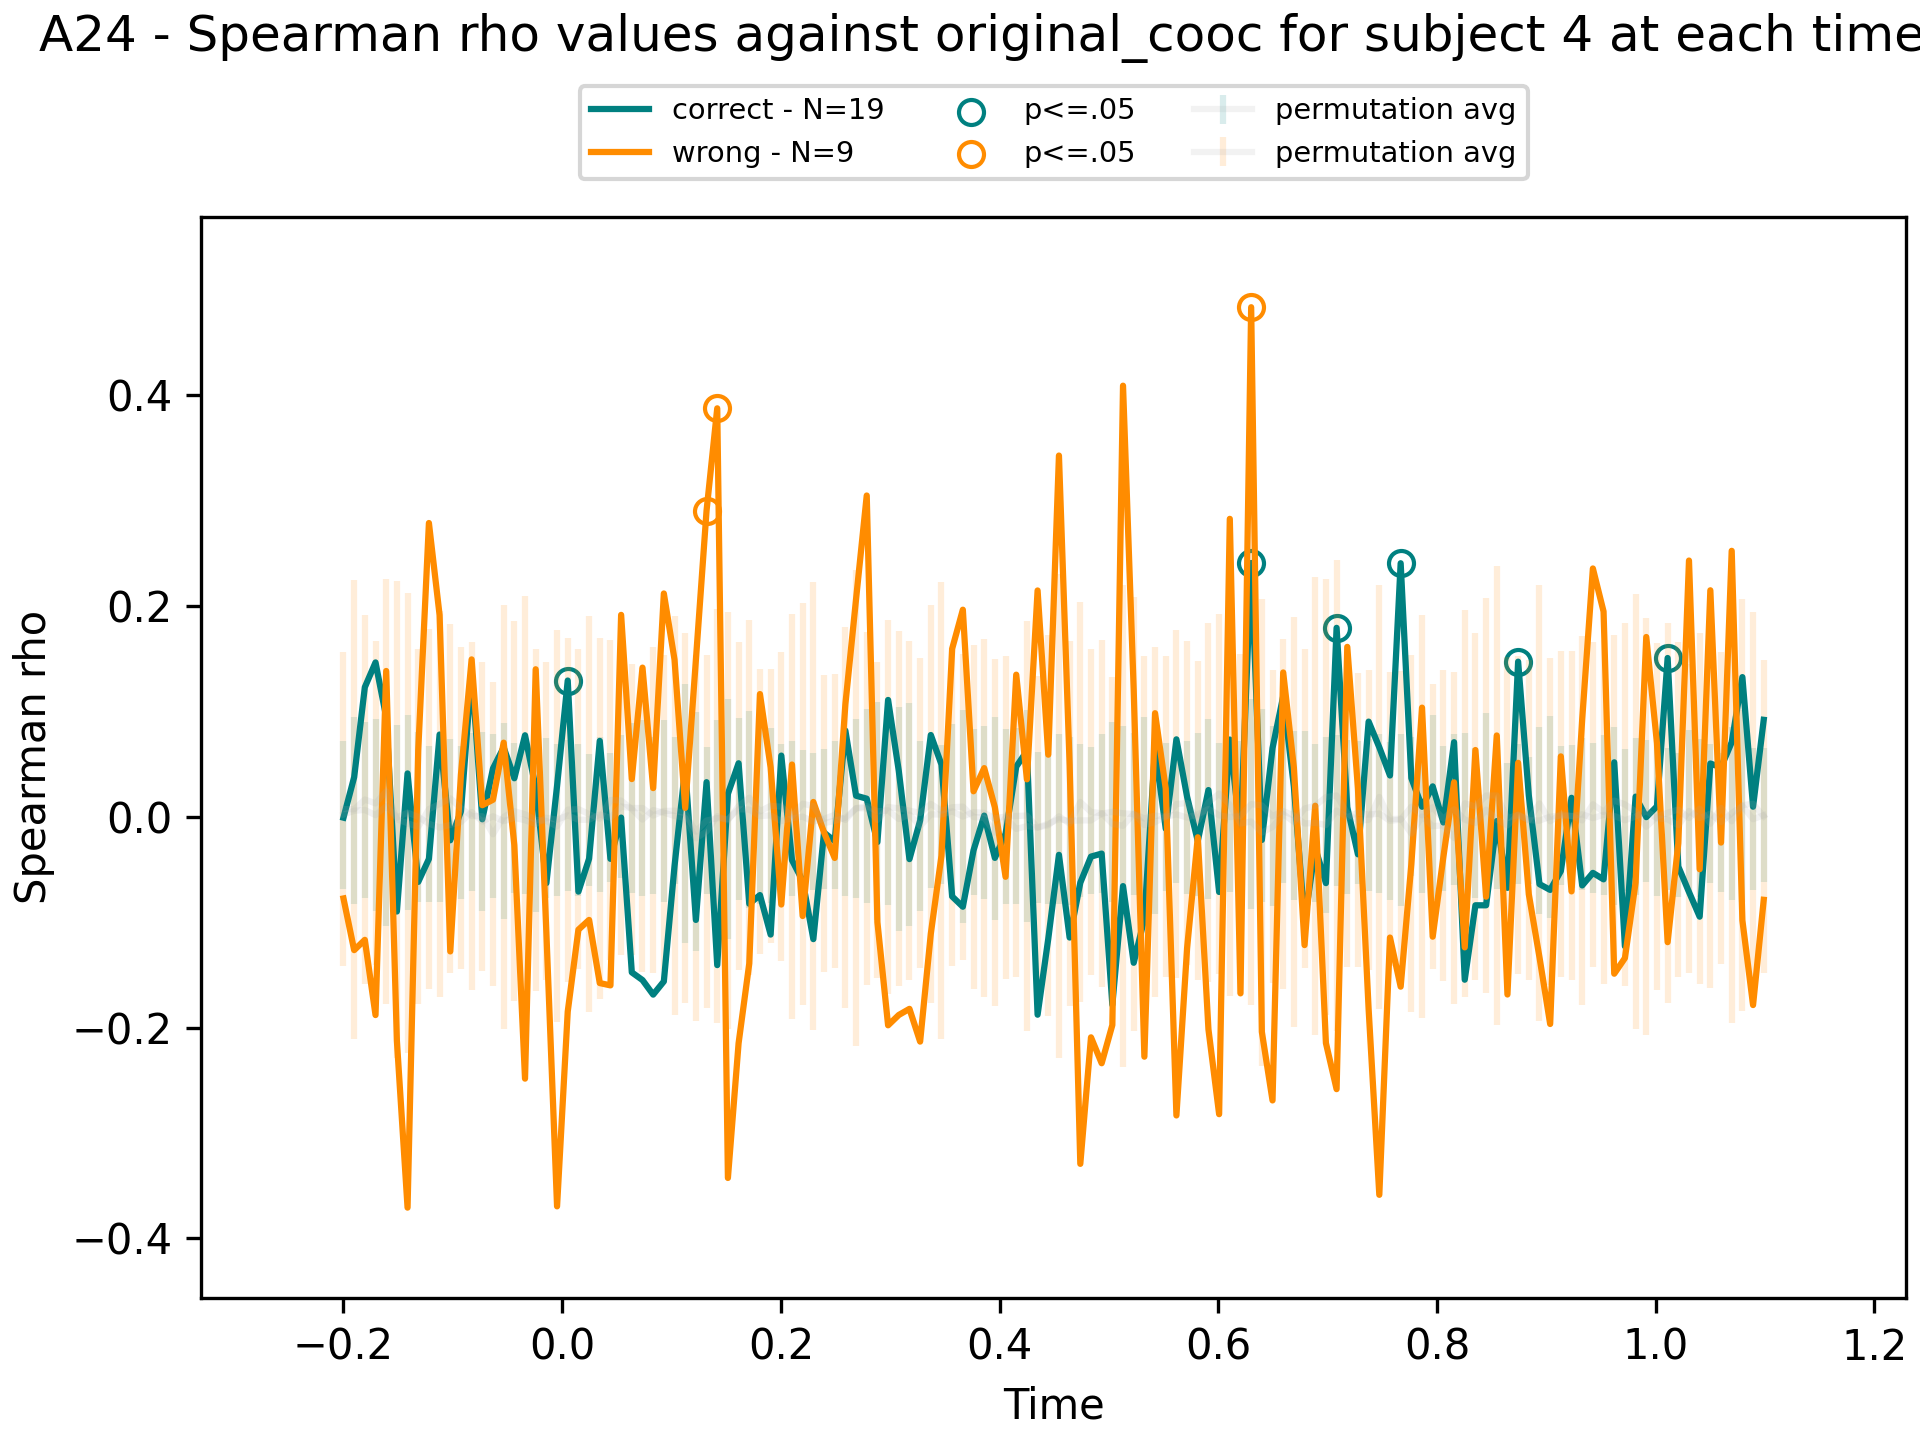 A24 - Spearman rho values against original_cooc for subject 4 at each time
correct - N=19
wrong - N=9
p<=.05
p<=.05
permutation avg
permutation avg
Spearman rho
0.4
0.2
0.0
−0.2
−0.4
−0.2 0.0 0.2 0.4 0.6 0.8 1.0 1.2
Time